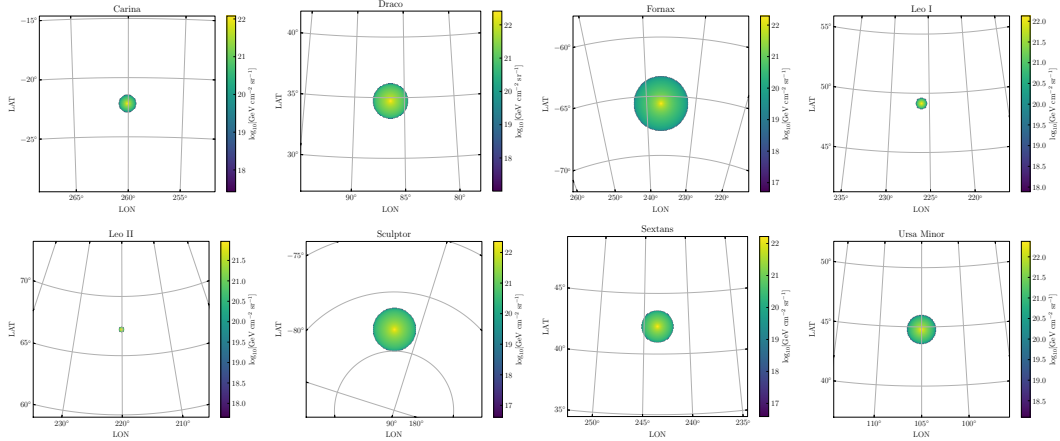 Carina
−15°
−20°
−25°
LAT
265° 260° 255°
LON
22
21
20
19
18
log₁₀[GeV cm⁻² sr⁻¹]
Draco
40°
35°
30°
LAT
90° 85° 80°
LON
22
21
20
19
18
log₁₀[GeV cm⁻² sr⁻¹]
Fornax
−60°
−65°
−70°
LAT
260° 250° 240° 230° 220°
LON
22
21
20
19
18
17
log₁₀[GeV cm⁻² sr⁻¹]
Leo I
55°
50°
45°
LAT
235° 230° 225° 220°
LON
22.0
21.5
21.0
20.5
20.0
19.5
19.0
18.5
18.0
log₁₀[GeV cm⁻² sr⁻¹]
Leo II
70°
65°
60°
LAT
230° 220° 210°
LON
21.5
21.0
20.5
20.0
19.5
19.0
18.5
18.0
log₁₀[GeV cm⁻² sr⁻¹]
Sculptor
−75°
−80°
LAT
90° 180°
LON
22
21
20
19
18
17
log₁₀[GeV cm⁻² sr⁻¹]
Sextans
45°
40°
35°
LAT
250° 245° 240° 235°
LON
22
21
20
19
18
17
log₁₀[GeV cm⁻² sr⁻¹]
Ursa Minor
50°
45°
40°
LAT
110° 105° 100°
LON
22.0
21.5
21.0
20.5
20.0
19.5
19.0
18.5
log₁₀[GeV cm⁻² sr⁻¹]